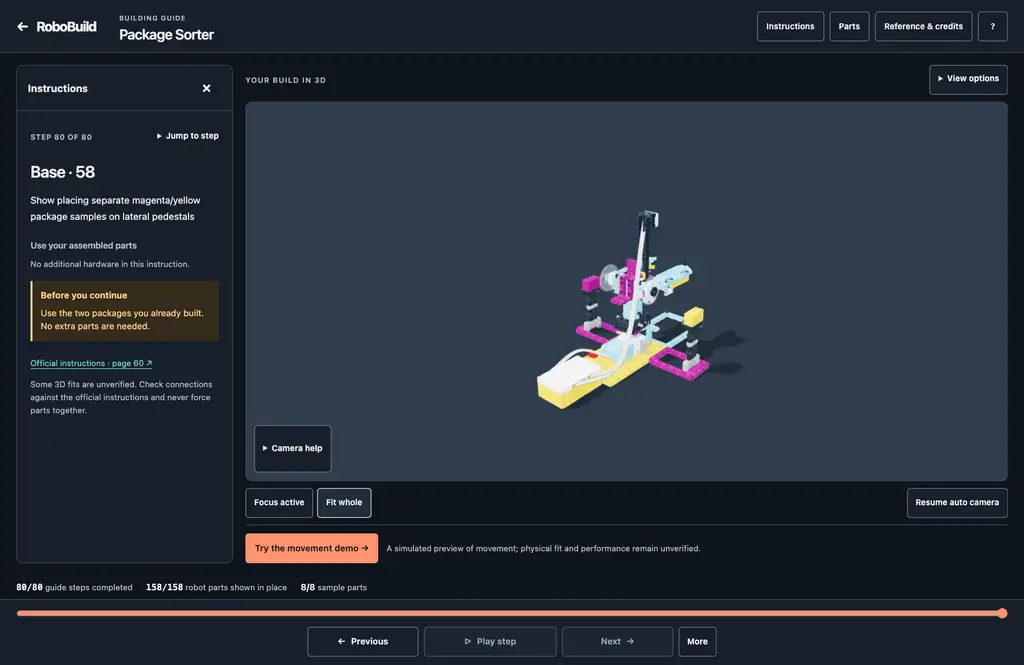 ← RoboBuild
BUILDING GUIDE
Package Sorter
Instructions
Parts
Reference & credits
?
Instructions
×
STEP 80 OF 80
▸ Jump to step
Base · 58
Show placing separate magenta/yellow
package samples on lateral pedestals
Use your assembled parts
No additional hardware in this instruction.
Before you continue
Use the two packages you already built.
No extra parts are needed.
Official instructions · page 60 ↗
Some 3D fits are unverified. Check connections
against the official instructions and never force
parts together.
YOUR BUILD IN 3D
▸ View options
▸ Camera help
Focus active
Fit whole
Resume auto camera
Try the movement demo →
A simulated preview of movement; physical fit and performance remain unverified.
80/80 guide steps completed
158/158 robot parts shown in place
8/8 sample parts
← Previous
▷ Play step
Next →
More